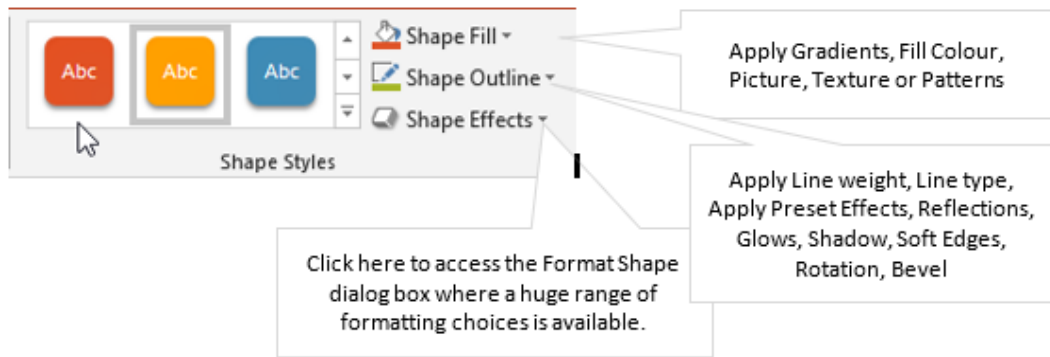 Abc
Abc
Abc
Shape Fill
Shape Outline
Shape Effects
Shape Styles
Apply Gradients, Fill Colour,
Picture, Texture or Patterns
Apply Line weight, Line type,
Apply Preset Effects, Reflections,
Glows, Shadow, Soft Edges,
Rotation, Bevel
Click here to access the Format Shape
dialog box where a huge range of
formatting choices is available.